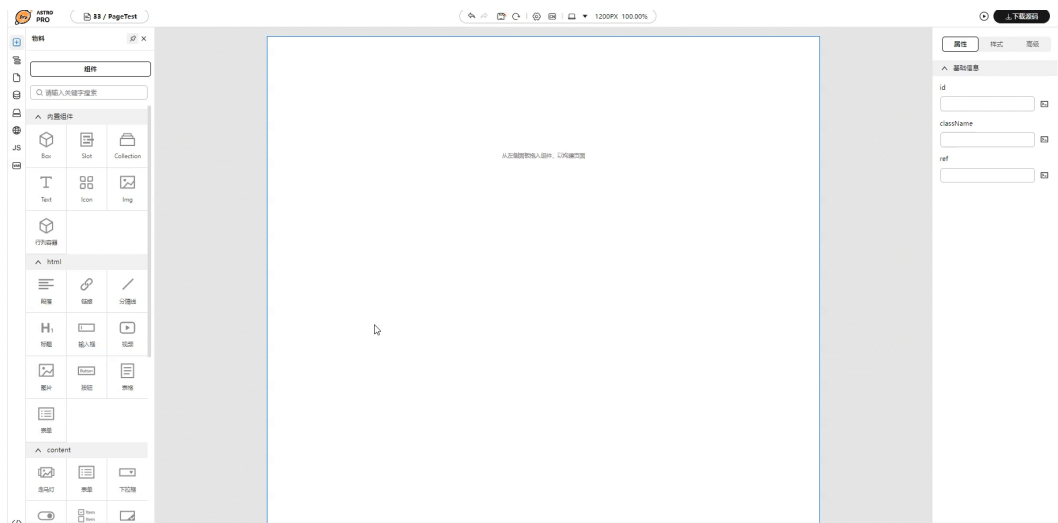 ASTRO
PRO
33 / PageTest
1200PX 100.00%
下载源码
物料
组件
请输入关键字搜索
内置组件
Box
Slot
Collection
Text
Icon
Img
行列容器
html
段落
链接
分隔线
H1
标题
输入框
视频
图片
Button
按钮
表格
表单
content
走马灯
表单
下拉框
Item
Item
JS
从左侧面板拖入组件，以构建页面
属性
样式
高级
基础信息
id
className
ref